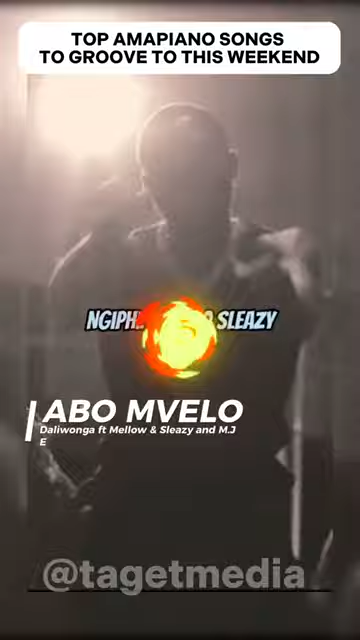 TOP AMAPIANO SONGS
TO GROOVE TO THIS WEEKEND
SLEAZY
ABO MVELO
Daliwonga ft Mellow & Sleazy and M.J
E
@tagetmedia